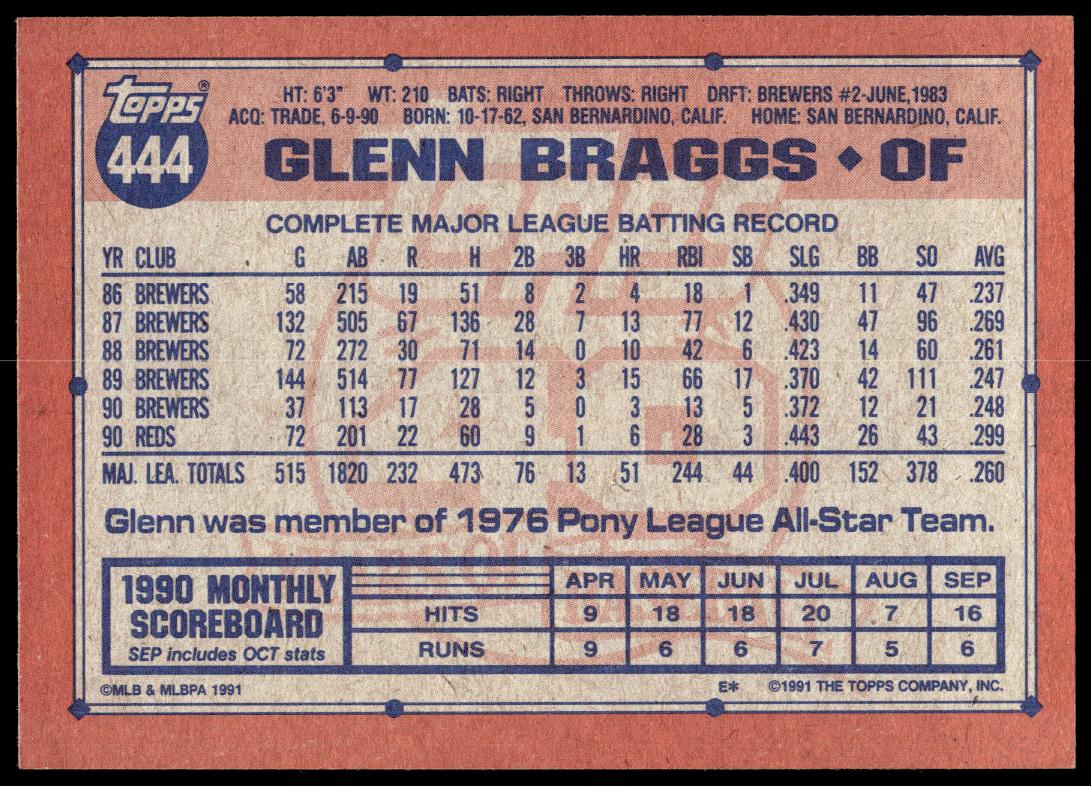 topps®
444
HT: 6'3" WT: 210 BATS: RIGHT THROWS: RIGHT DRFT: BREWERS #2-JUNE, 1983
ACQ: TRADE, 6-9-90 BORN: 10-17-62, SAN BERNARDINO, CALIF. HOME: SAN BERNARDINO, CALIF.
GLENN BRAGGS ◆ OF
COMPLETE MAJOR LEAGUE BATTING RECORD
YR CLUB G AB R H 2B 3B HR RBI SB SLG BB SO AVG
86 BREWERS 58 215 19 51 8 2 4 18 1 .349 11 47 .237
87 BREWERS 132 505 67 136 28 7 13 77 12 .430 47 96 .269
88 BREWERS 72 272 30 71 14 0 10 42 6 .423 14 60 .261
89 BREWERS 144 514 77 127 12 3 15 66 17 .370 42 111 .247
90 BREWERS 37 113 17 28 5 0 3 13 5 .372 12 21 .248
90 REDS 72 201 22 60 9 1 6 28 3 .443 26 43 .299
MAJ. LEA. TOTALS 515 1820 232 473 76 13 51 244 44 .400 152 378 .260
Glenn was member of 1976 Pony League All-Star Team.
1990 MONTHLY SCOREBOARD
SEP includes OCT stats
APR MAY JUN JUL AUG SEP
HITS 9 18 18 20 7 16
RUNS 9 6 6 7 5 6
©MLB & MLBPA 1991 E* ©1991 THE TOPPS COMPANY, INC.